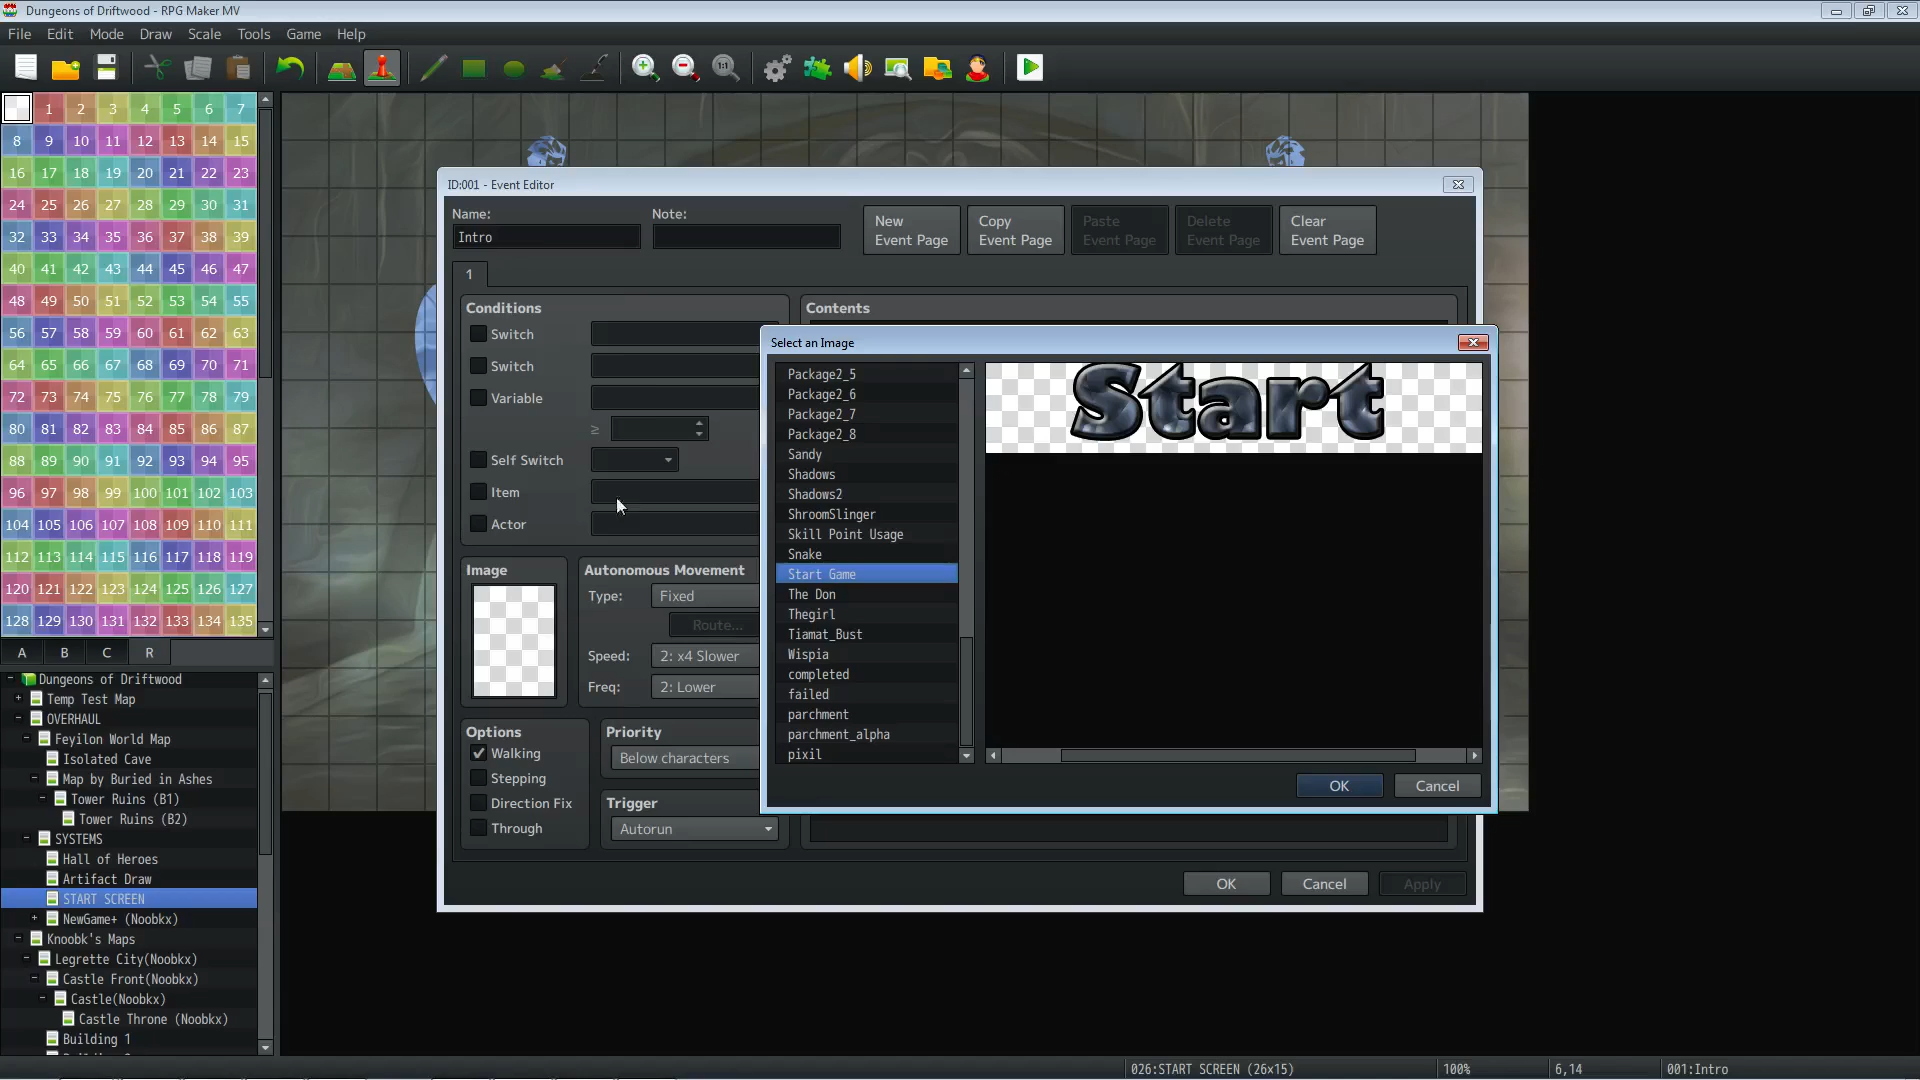 Dungeons of Driftwood - RPG Maker MV
File Edit Mode Draw Scale Tools Game Help
1:1
1 2 3 4 5 6 7
8 9 10 11 12 13 14 15
16 17 18 19 20 21 22 23
24 25 26 27 28 29 30 31
32 33 34 35 36 37 38 39
40 41 42 43 44 45 46 47
48 49 50 51 52 53 54 55
56 57 58 59 60 61 62 63
64 65 66 67 68 69 70 71
72 73 74 75 76 77 78 79
80 81 82 83 84 85 86 87
88 89 90 91 92 93 94 95
96 97 98 99 100 101 102 103
104 105 106 107 108 109 110 111
112 113 114 115 116 117 118 119
120 121 122 123 124 125 126 127
128 129 130 131 132 133 134 135
A B C R
Dungeons of Driftwood
Temp Test Map
OVERHAUL
Feyilon World Map
Isolated Cave
Map by Buried in Ashes
Tower Ruins (B1)
Tower Ruins (B2)
SYSTEMS
Hall of Heroes
Artifact Draw
START SCREEN
NewGame+ (Noobkx)
Knoobk's Maps
Legrette City(Noobkx)
Castle Front(Noobkx)
Castle(Noobkx)
Castle Throne (Noobkx)
Building 1
ID:001 - Event Editor
Name:
Intro
Note:
New
Event Page
Copy
Event Page
Paste
Event Page
Delete
Event Page
Clear
Event Page
1
Conditions
Switch
Switch
Variable
≥
Self Switch
Item
Actor
Image
Autonomous Movement
Type: Fixed
Route...
Speed: 2: x4 Slower
Freq: 2: Lower
Options
Walking
Stepping
Direction Fix
Through
Priority
Below characters
Trigger
Autorun
Contents
OK Cancel Apply
Select an Image
Package2_5
Package2_6
Package2_7
Package2_8
Sandy
Shadows
Shadows2
ShroomSlinger
Skill Point Usage
Snake
Start Game
The Don
Thegirl
Tiamat_Bust
Wispia
completed
failed
parchment
parchment_alpha
pixil
Start
OK Cancel
026:START SCREEN (26x15) 100% 6,14 001:Intro